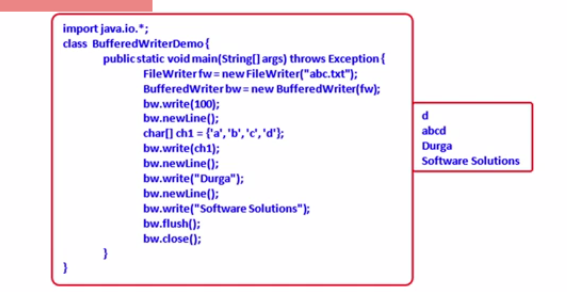 import java.io.*;
class BufferedWriterDemo {
public static void main(String[] args) throws Exception {
FileWriter fw = new FileWriter("abc.txt");
BufferedWriter bw = new BufferedWriter(fw);
bw.write(100);
bw.newLine();
char[] ch1 = {'a', 'b', 'c', 'd'};
bw.write(ch1);
bw.newLine();
bw.write("Durga");
bw.newLine();
bw.write("Software Solutions");
bw.flush();
bw.close();
}
}
d
abcd
Durga
Software Solutions